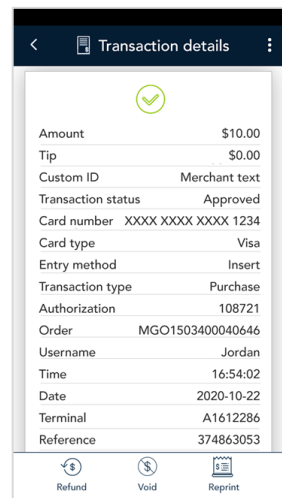 Transaction details
Amount $10.00
Tip $0.00
Custom ID Merchant text
Transaction status Approved
Card number XXXX XXXX XXXX 1234
Card type Visa
Entry method Insert
Transaction type Purchase
Authorization 108721
Order MGO1503400040646
Username Jordan
Time 16:54:02
Date 2020-10-22
Terminal A1612286
Reference 374863053
Refund Void Reprint